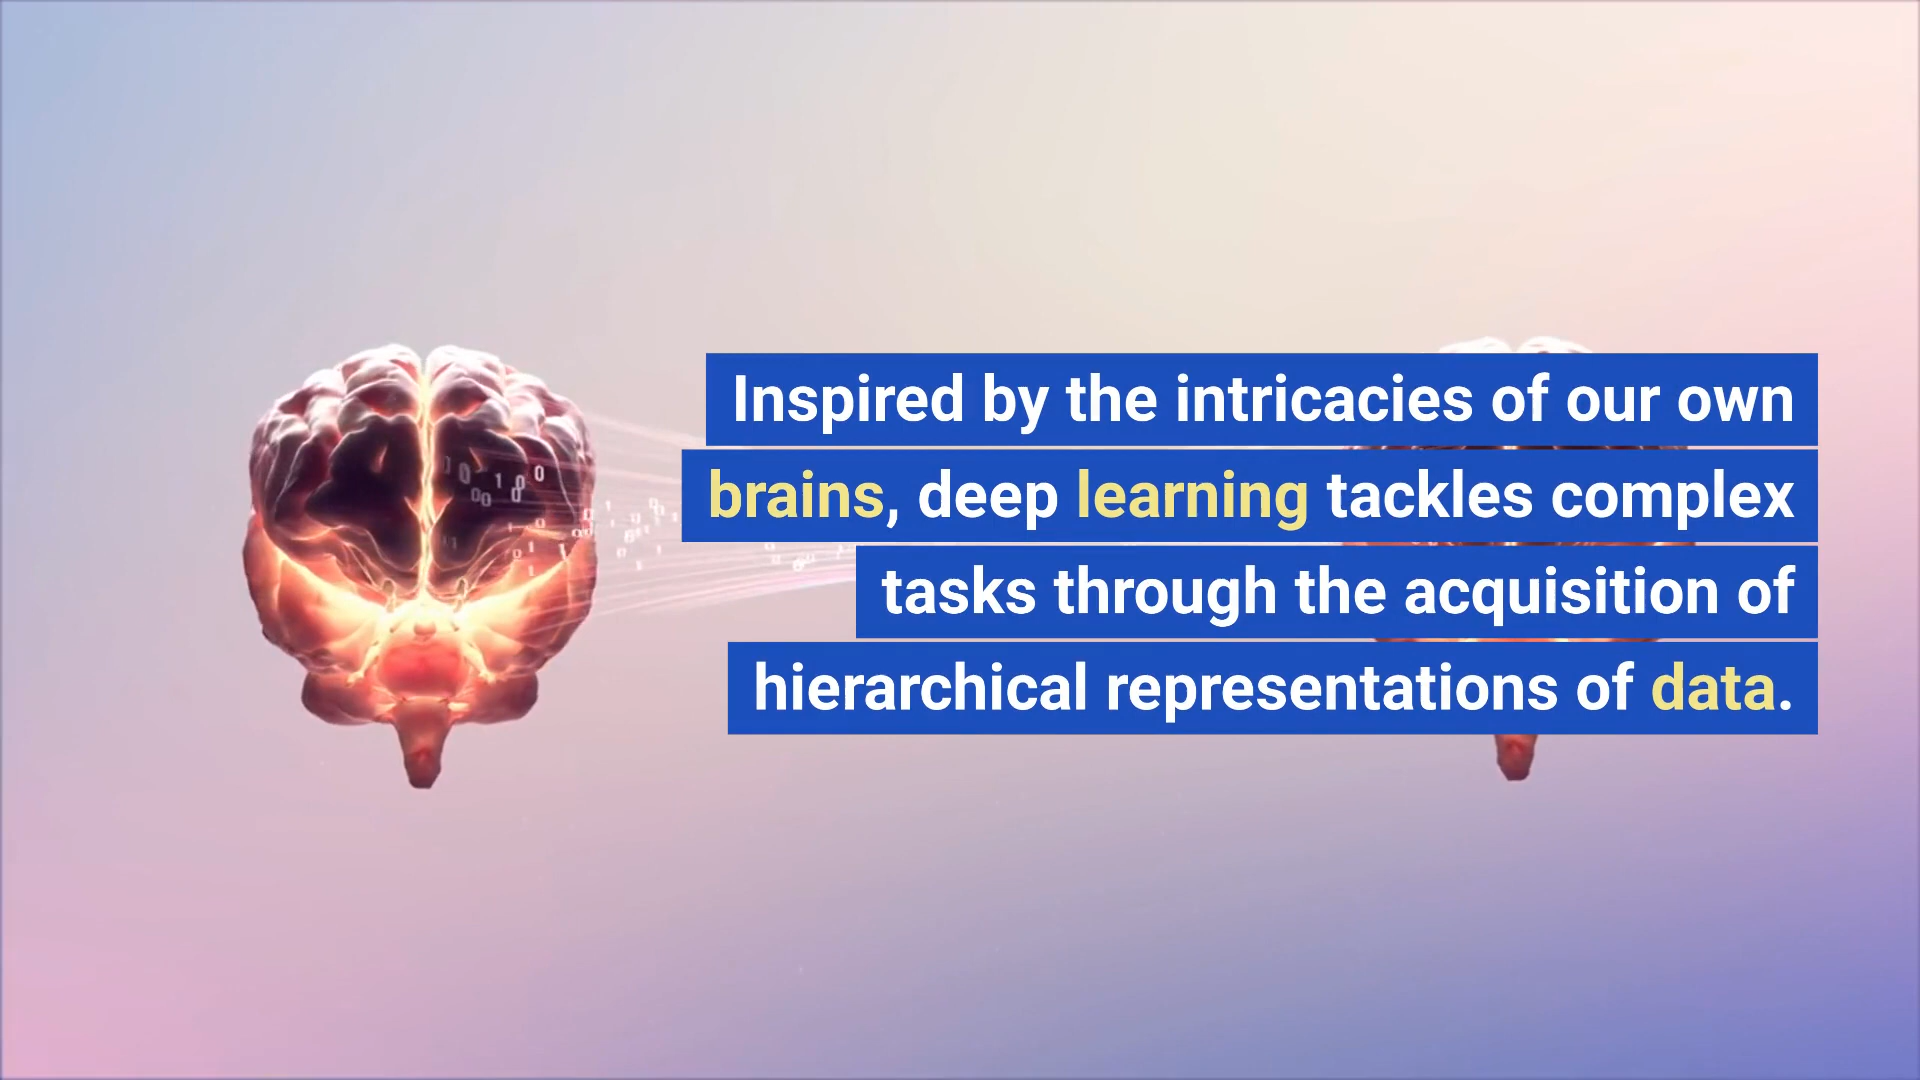 Inspired by the intricacies of our own
brains, deep learning tackles complex
tasks through the acquisition of
hierarchical representations of data.